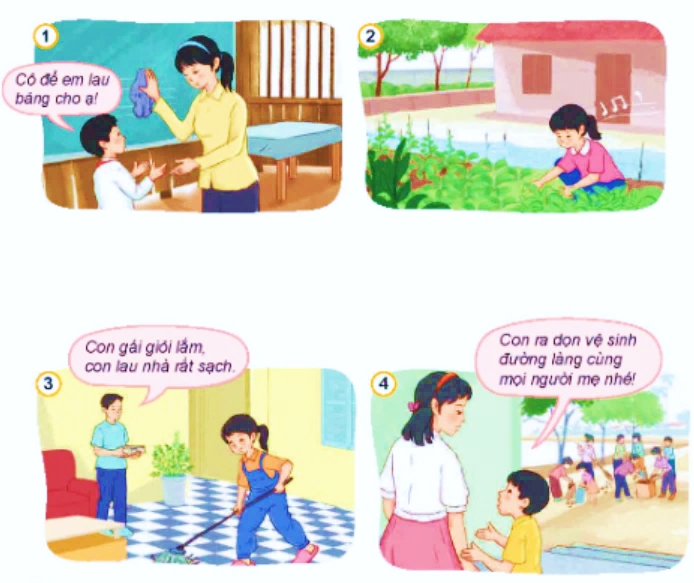 1
Cô để em lau
bảng cho ạ!
2
3
Con gái giỏi lắm,
con lau nhà rất sạch.
4
Con ra dọn vệ sinh
đường làng cùng
mọi người mẹ nhé!